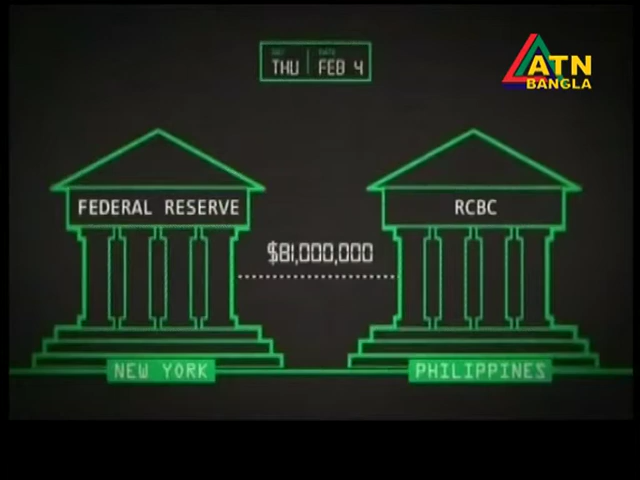 DAY DATE
THU FEB 4
ATN
BANGLA
FEDERAL RESERVE
RCBC
$81,000,000
NEW YORK
PHILIPPINES